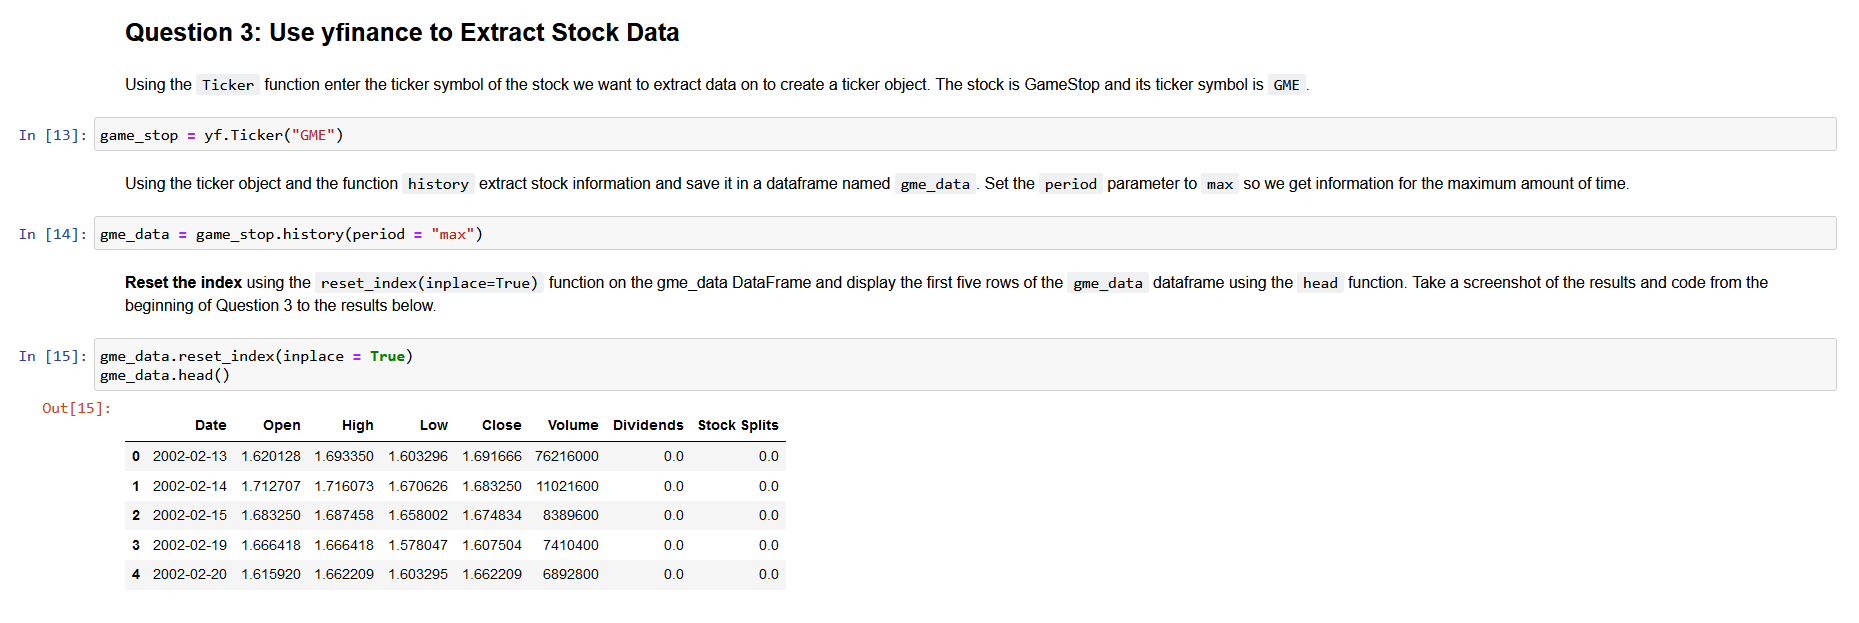 Question 3: Use yfinance to Extract Stock Data
Using the Ticker function enter the ticker symbol of the stock we want to extract data on to create a ticker object. The stock is GameStop and its ticker symbol is GME .
In [13]: game_stop = yf.Ticker("GME")
Using the ticker object and the function history extract stock information and save it in a dataframe named gme_data . Set the period parameter to max so we get information for the maximum amount of time.
In [14]: gme_data = game_stop.history(period = "max")
Reset the index using the reset_index(inplace=True) function on the gme_data DataFrame and display the first five rows of the gme_data dataframe using the head function. Take a screenshot of the results and code from the
beginning of Question 3 to the results below.
In [15]: gme_data.reset_index(inplace = True)
gme_data.head()
Out[15]:
Date Open High Low Close Volume Dividends Stock Splits
0 2002-02-13 1.620128 1.693350 1.603296 1.691666 76216000 0.0 0.0
1 2002-02-14 1.712707 1.716073 1.670626 1.683250 11021600 0.0 0.0
2 2002-02-15 1.683250 1.687458 1.658002 1.674834 8389600 0.0 0.0
3 2002-02-19 1.666418 1.666418 1.578047 1.607504 7410400 0.0 0.0
4 2002-02-20 1.615920 1.662209 1.603295 1.662209 6892800 0.0 0.0